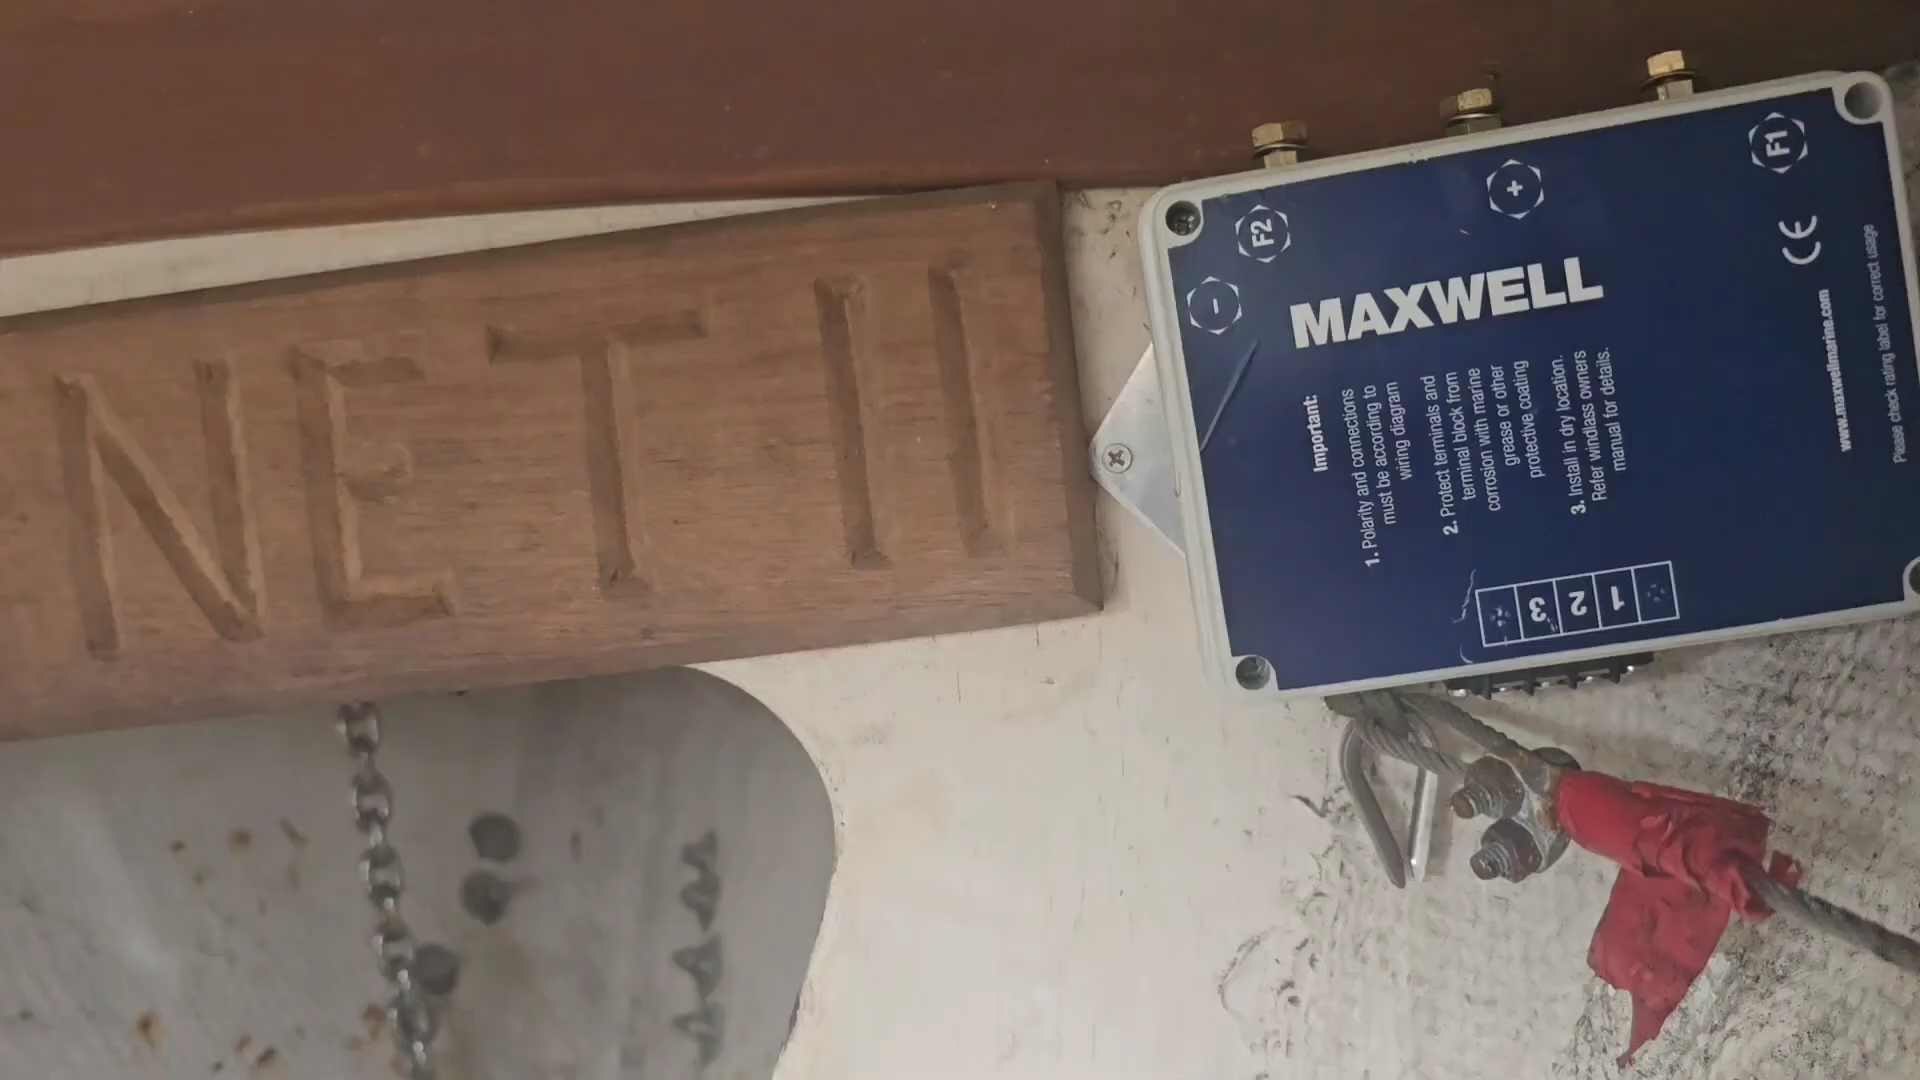 NET II
F2
+
F1
-
MAXWELL
CE
Important:
1. Polarity and connections
must be according to
wiring diagram
2. Protect terminals and
terminal block from
corrosion with marine
grease or other
protective coating
3. Install in dry location.
Refer windlass owners
manual for details.
www.maxwellmarine.com
Please check rating label for correct usage
3 2 1